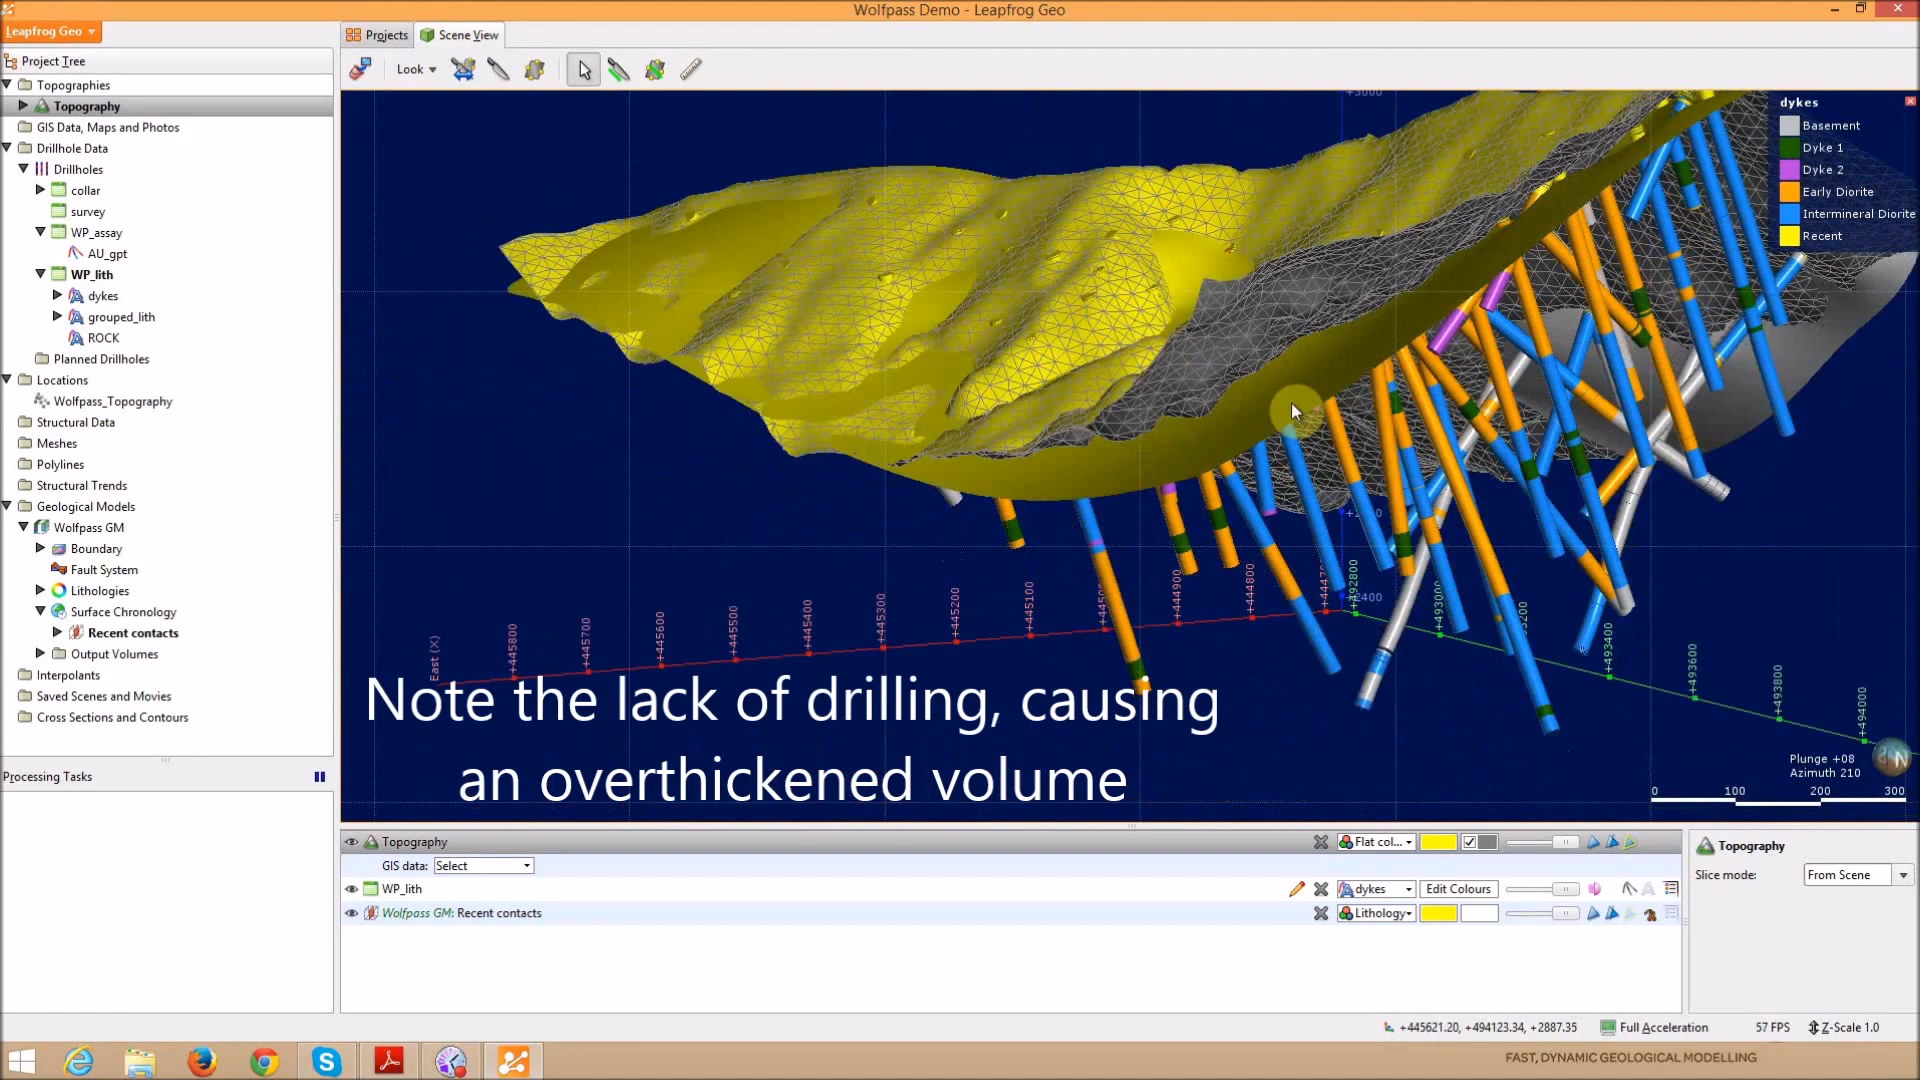 Wolfpass Demo - Leapfrog Geo
Leapfrog Geo
Projects
Scene View
Project Tree
Look
Topographies
Topography
GIS Data, Maps and Photos
Drillhole Data
Drillholes
collar
survey
WP_assay
AU_gpt
WP_lith
dykes
grouped_lith
ROCK
Planned Drillholes
Locations
Wolfpass_Topography
Structural Data
Meshes
Polylines
Structural Trends
Geological Models
Wolfpass GM
Boundary
Fault System
Lithologies
Surface Chronology
Recent contacts
Output Volumes
Interpolants
Saved Scenes and Movies
Cross Sections and Contours
Processing Tasks
dykes
Basement
Dyke 1
Dyke 2
Early Diorite
Intermineral Diorite
Recent
+3000
East (X)
+445800
+445700
+445600
+445500
+445400
+445300
+445200
+445100
+444900
+444800
+492800
+2400
+493400
+493600
+493800
+494000
Note the lack of drilling, causing
an overthickened volume
Plunge +08
Azimuth 210
0 100 200 300
Topography
Flat col...
GIS data: Select
WP_lith
dykes
Edit Colours
Wolfpass GM: Recent contacts
Lithology
Topography
Slice mode: From Scene
+445621.20, +494123.34, +2887.35
Full Acceleration
57 FPS
Z-Scale 1.0
FAST, DYNAMIC GEOLOGICAL MODELLING